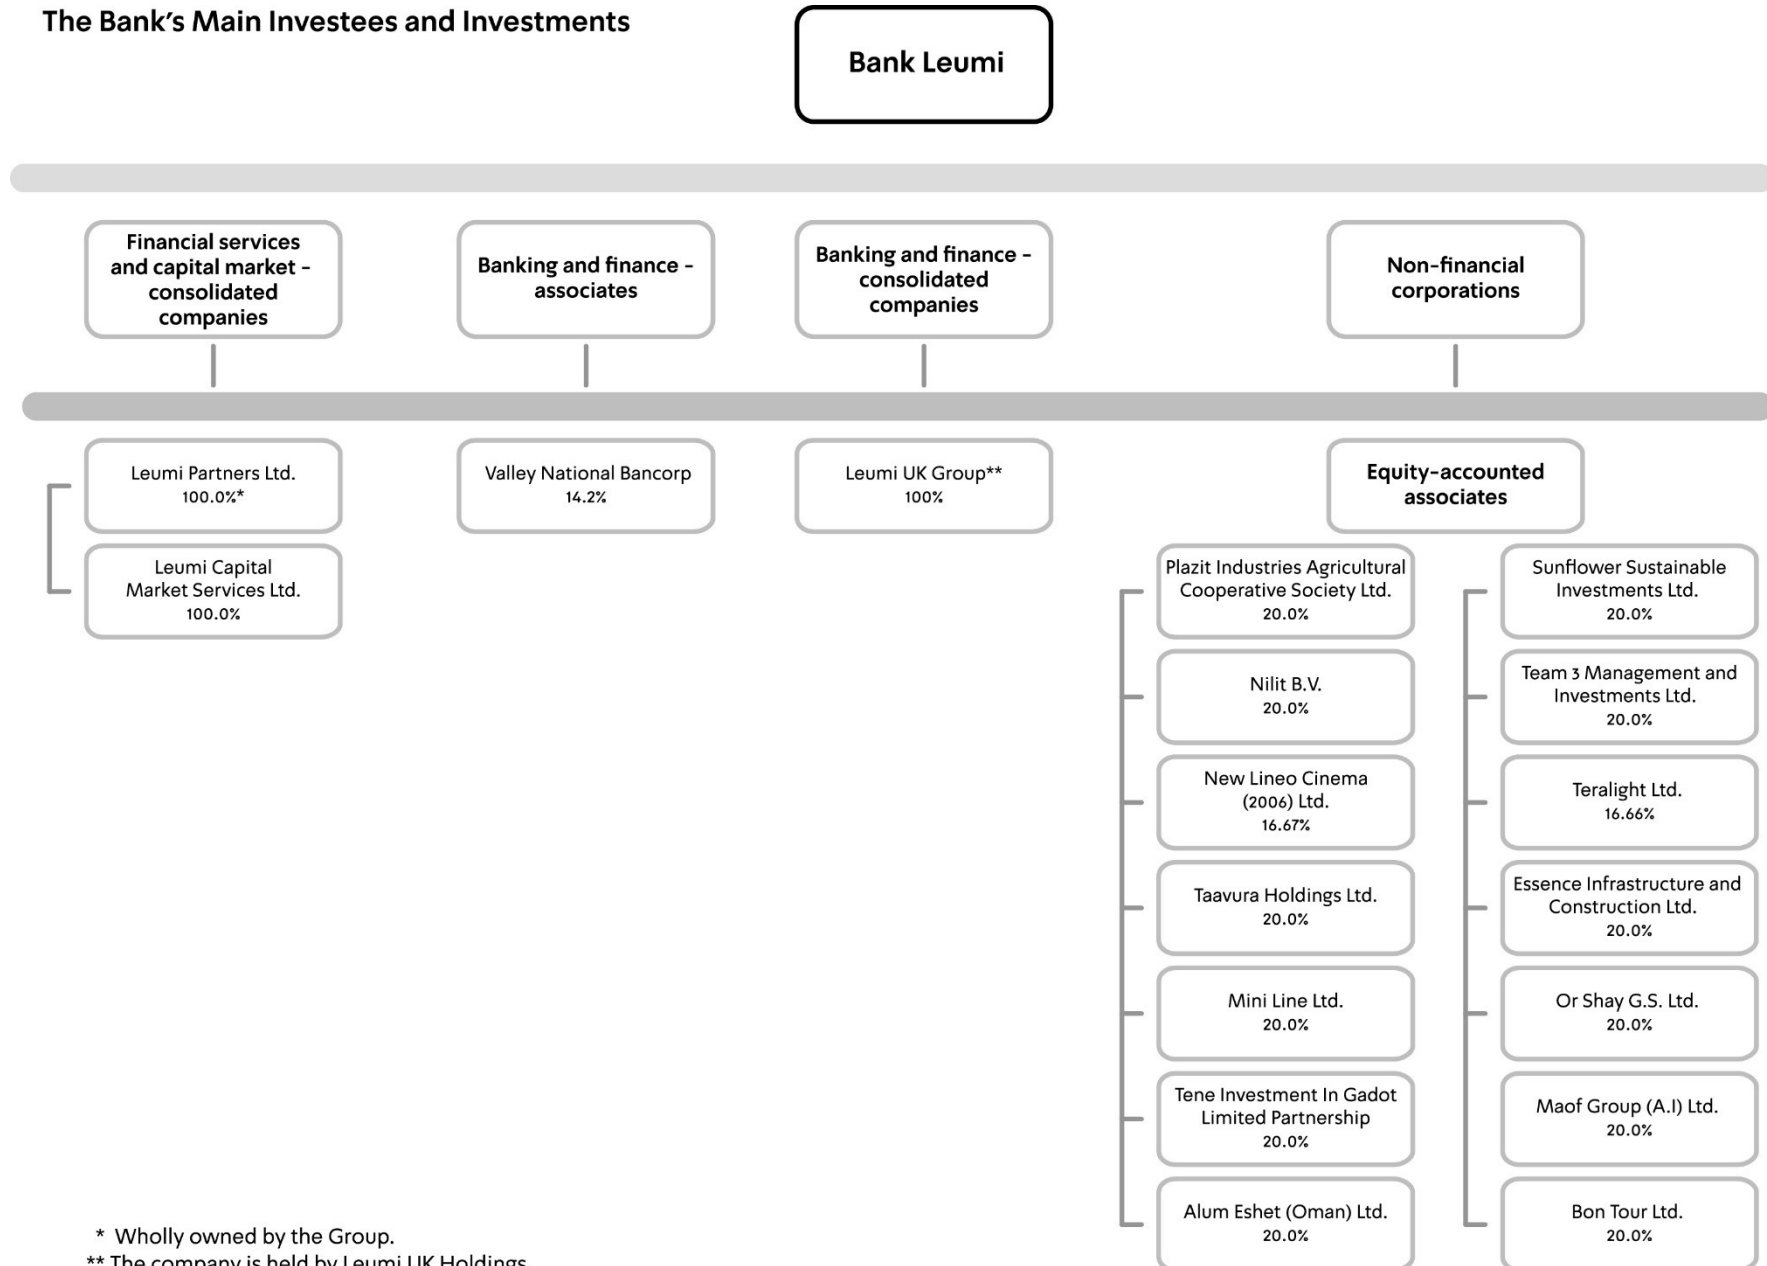 The Bank's Main Investees and Investments
Bank Leumi
Financial services
and capital market -
consolidated
companies
Banking and finance -
associates
Banking and finance -
consolidated
companies
Non-financial
corporations
Leumi Partners Ltd.
100.0%*
Leumi Capital
Market Services Ltd.
100.0%
Valley National Bancorp
14.2%
Leumi UK Group**
100%
Equity-accounted
associates
Plazit Industries Agricultural
Cooperative Society Ltd.
20.0%
Nilit B.V.
20.0%
New Lineo Cinema
(2006) Ltd.
16.67%
Taavura Holdings Ltd.
20.0%
Mini Line Ltd.
20.0%
Tene Investment In Gadot
Limited Partnership
20.0%
Alum Eshet (Oman) Ltd.
20.0%
Sunflower Sustainable
Investments Ltd.
20.0%
Team 3 Management and
Investments Ltd.
20.0%
Teralight Ltd.
16.66%
Essence Infrastructure and
Construction Ltd.
20.0%
Or Shay G.S. Ltd.
20.0%
Maof Group (A.I) Ltd.
20.0%
Bon Tour Ltd.
20.0%
* Wholly owned by the Group.
** The company is held by Leumi UK Holdings.